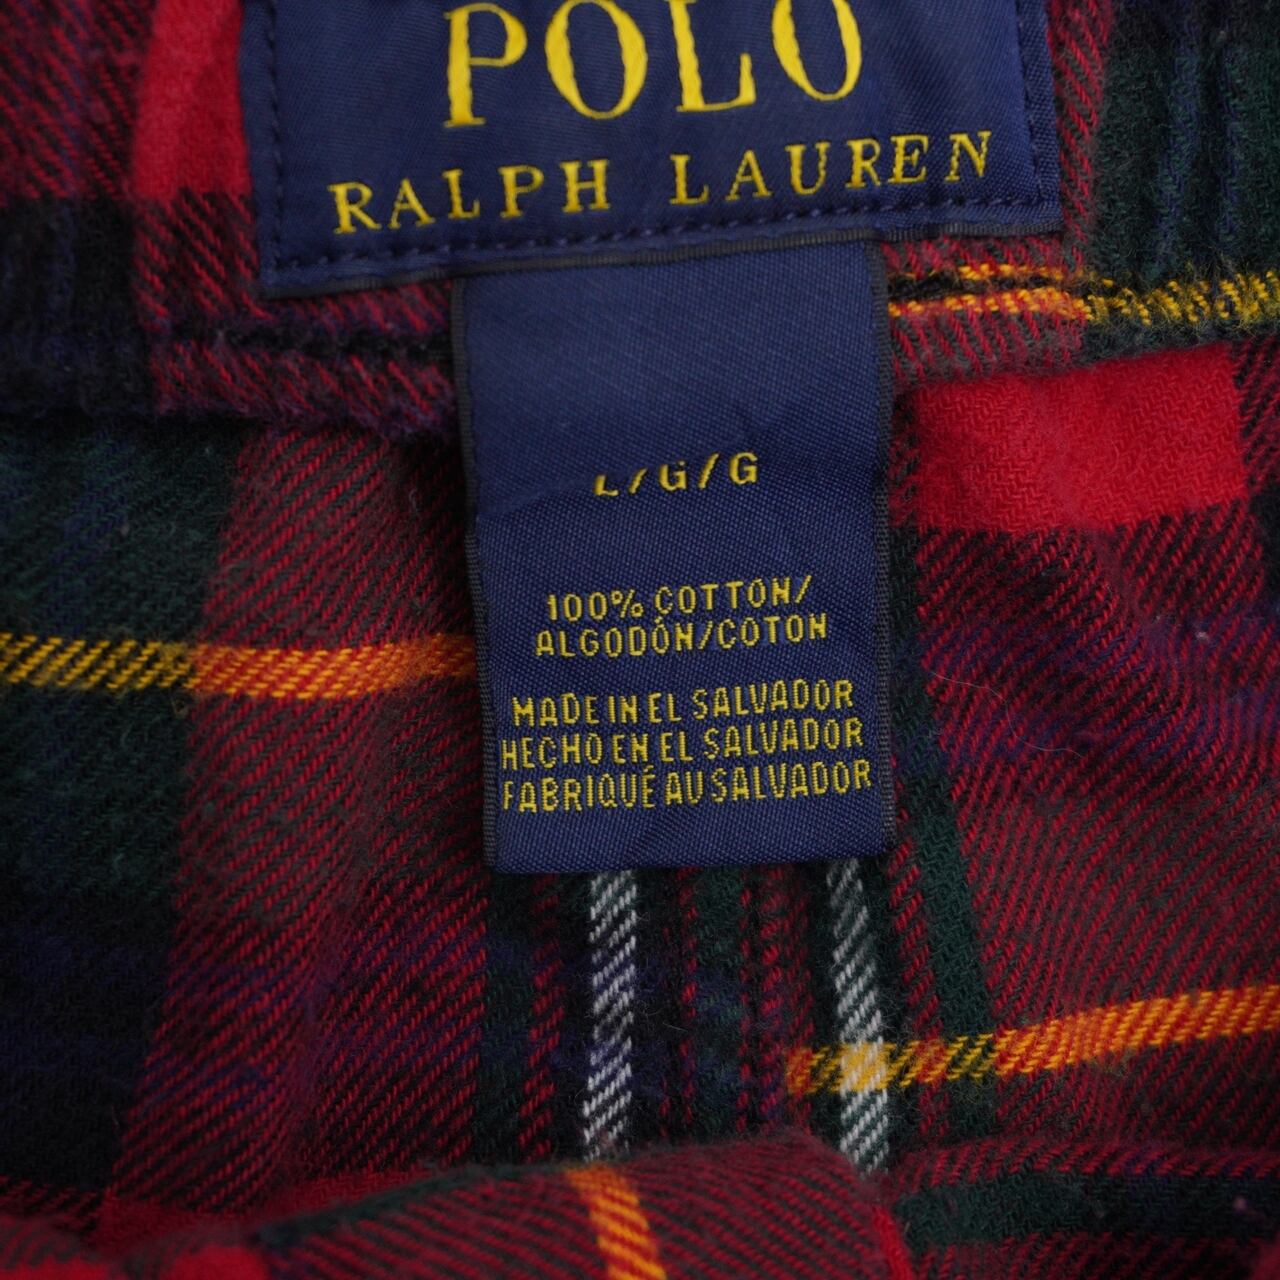 POLO
RALPH LAUREN
L/G/G
100% COTTON/
ALGODÓN/COTON
MADE IN EL SALVADOR
HECHO EN EL SALVADOR
FABRIQUÉ AU SALVADOR